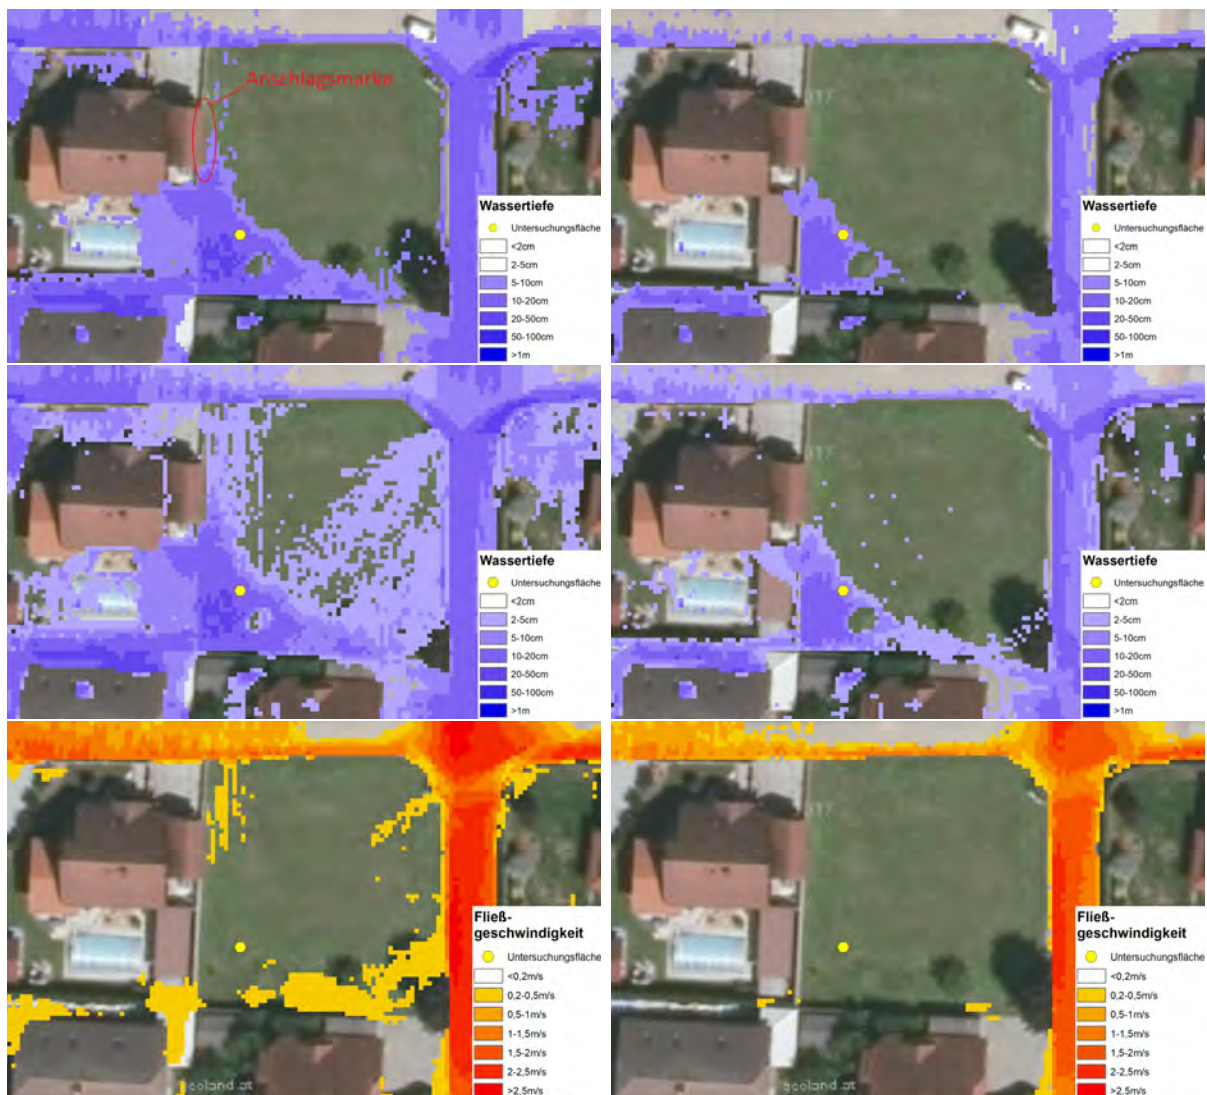 Anschlagsmarke
Wassertiefe
Untersuchungsfläche
<2cm
2-5cm
5-10cm
10-20cm
20-50cm
50-100cm
>1m
Wassertiefe
Untersuchungsfläche
<2cm
2-5cm
5-10cm
10-20cm
20-50cm
50-100cm
>1m
Wassertiefe
Untersuchungsfläche
<2cm
2-5cm
5-10cm
10-20cm
20-50cm
50-100cm
>1m
Wassertiefe
Untersuchungsfläche
<2cm
2-5cm
5-10cm
10-20cm
20-50cm
50-100cm
>1m
Fließ-
geschwindigkeit
Untersuchungsfläche
<0,2m/s
0,2-0,5m/s
0,5-1m/s
1-1,5m/s
1,5-2m/s
2-2,5m/s
>2,5m/s
geoland.at
Fließ-
geschwindigkeit
Untersuchungsfläche
<0,2m/s
0,2-0,5m/s
0,5-1m/s
1-1,5m/s
1,5-2m/s
2-2,5m/s
>2,5m/s
geoland.at